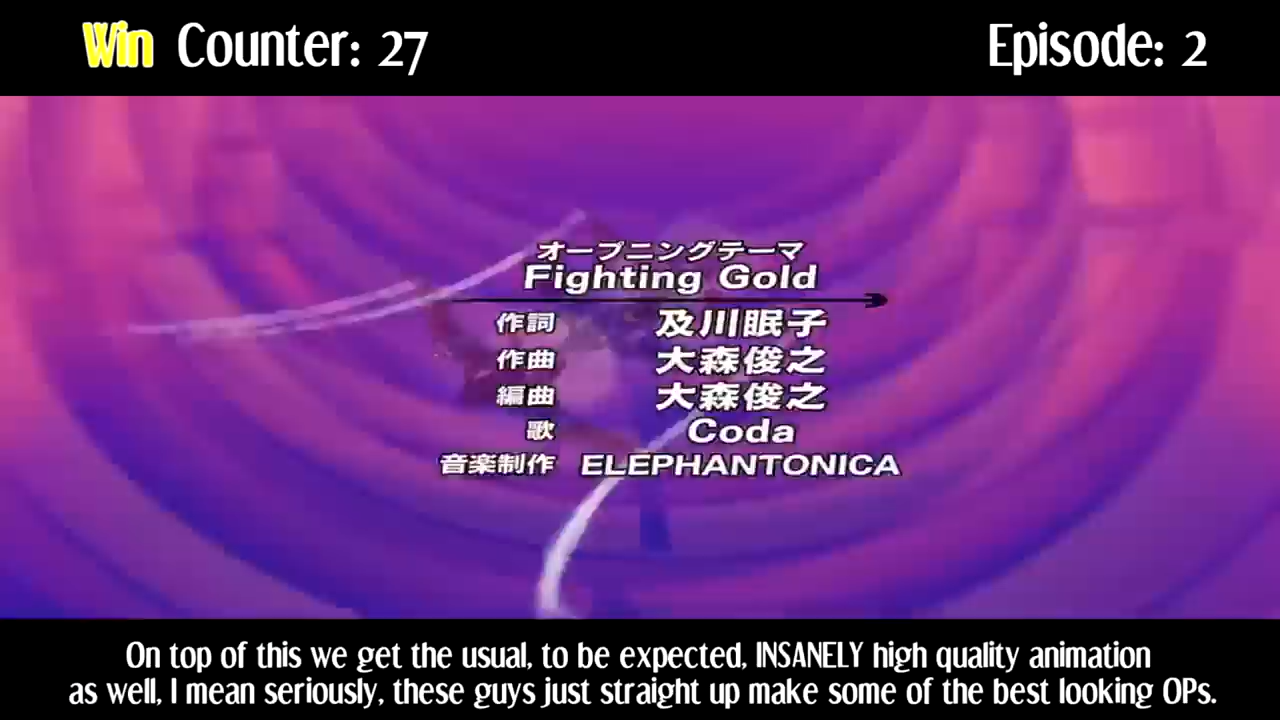 Win Counter: 27
Episode: 2
オープニングテーマ
Fighting Gold
作詞 及川眠子
作曲 大森俊之
編曲 大森俊之
歌 Coda
音楽制作 ELEPHANTONICA
On top of this we get the usual, to be expected, INSANELY high quality animation
as well, I mean seriously, these guys just straight up make some of the best looking OPs.